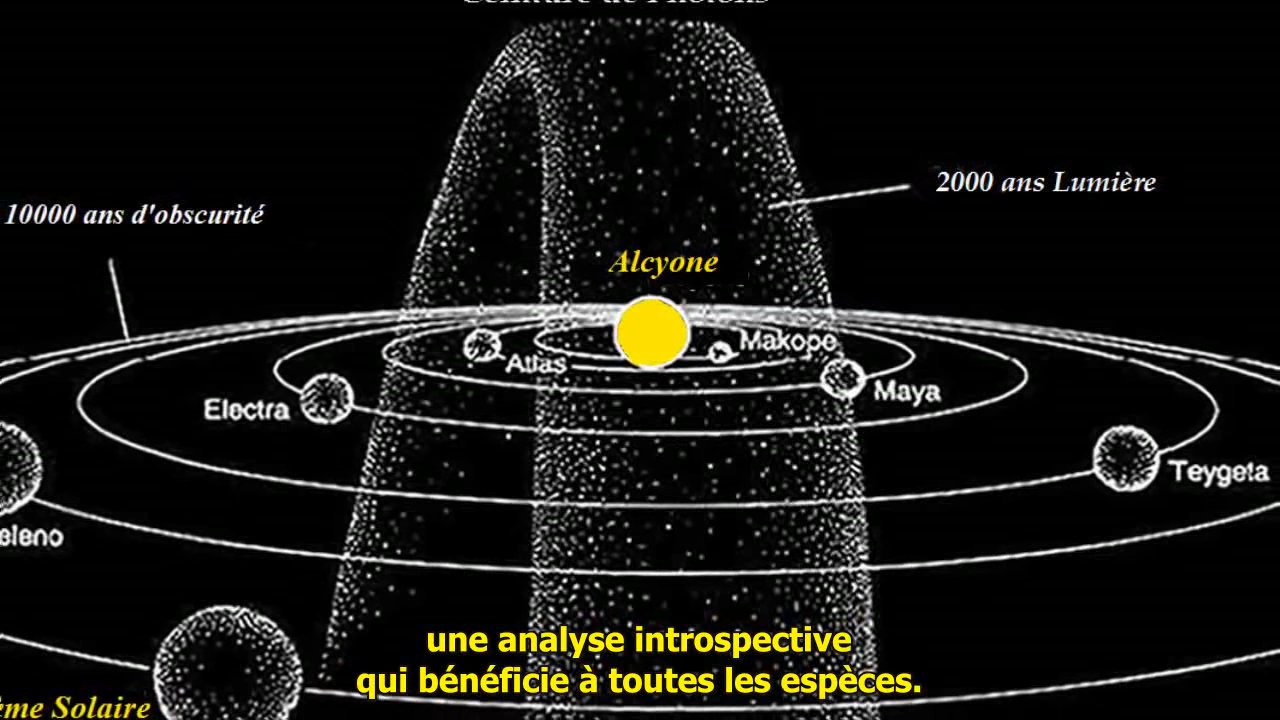 2000 ans Lumière
10000 ans d'obscurité
Alcyone
Makope
Atlas
Maya
Electra
Teygeta
eleno
une analyse introspective
qui bénéficie à toutes les espèces.
me Solaire